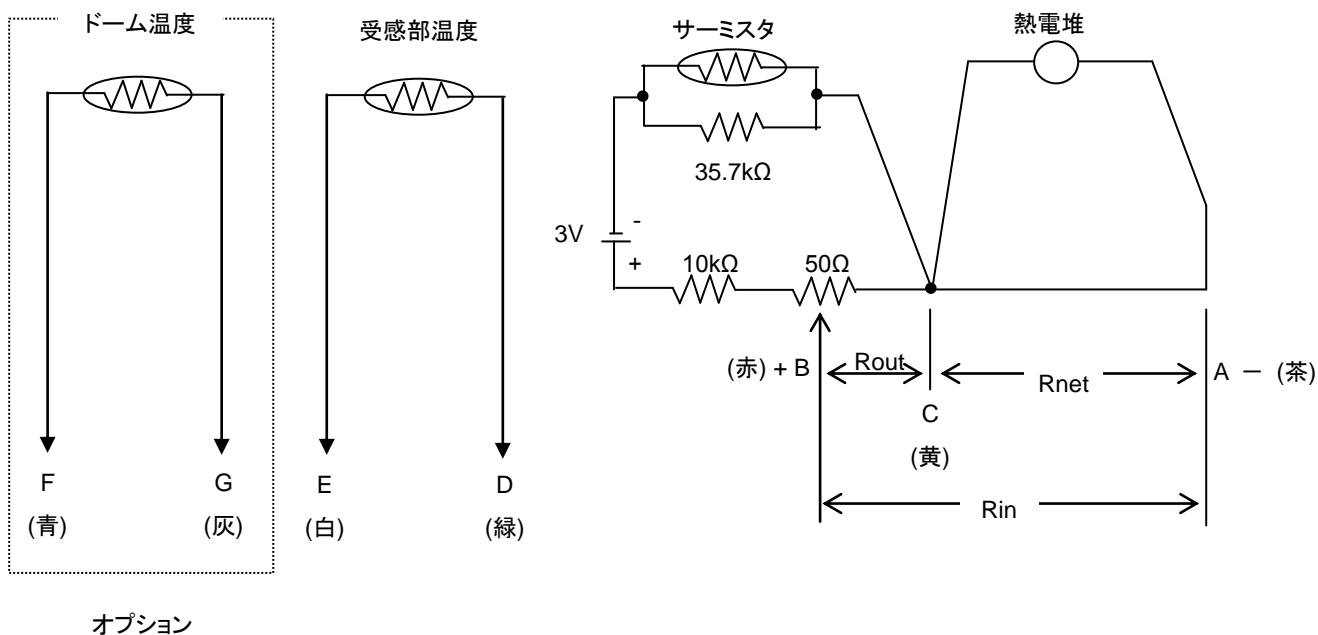 ドーム温度
受感部温度
サーミスタ
熱電堆
35.7kΩ
3V
-
+
10kΩ
50Ω
(赤) + B
Rout
Rnet
A － (茶)
C
(黄)
Rin
F
G
E
D
(青)
(灰)
(白)
(緑)
オプション